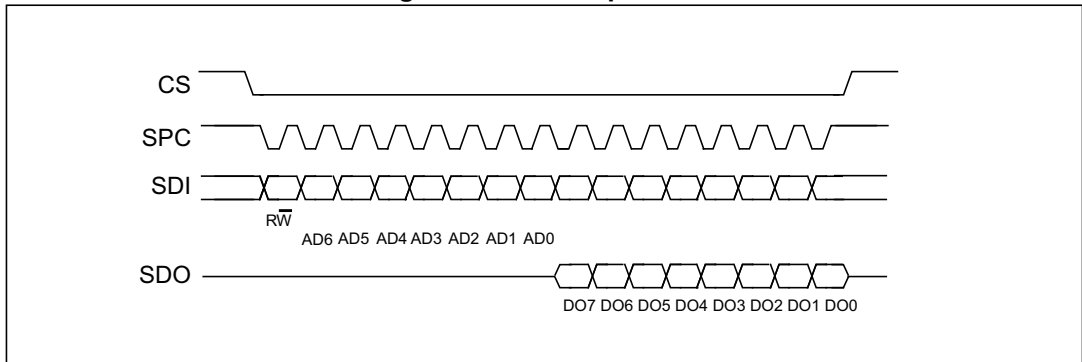 CS
SPC
SDI
RW
AD6 AD5 AD4 AD3 AD2 AD1 AD0
SDO
DO7 DO6 DO5 DO4 DO3 DO2 DO1 DO0